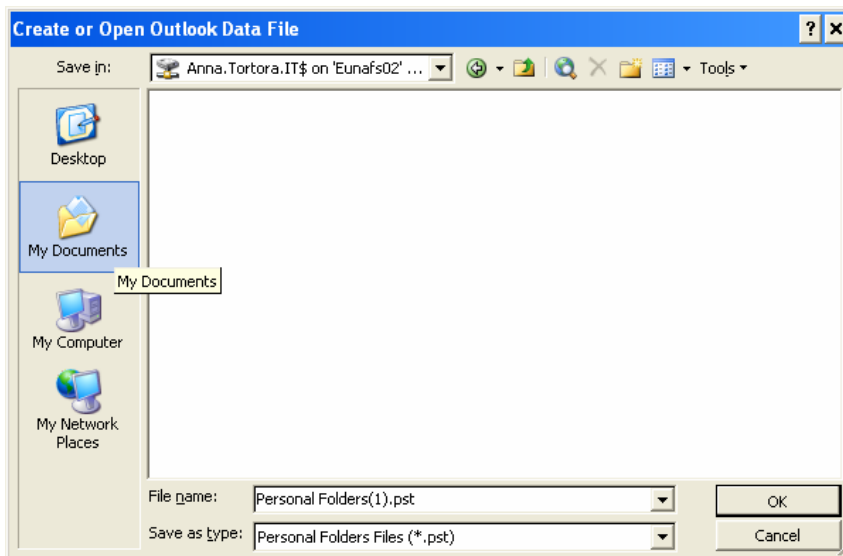 Create or Open Outlook Data File
Save in:
Anna.Tortora.IT$ on 'Eunafs02' ...
Tools
Desktop
My Documents
My Documents
My Computer
My Network
Places
File name:
Personal Folders(1).pst
OK
Save as type:
Personal Folders Files (*.pst)
Cancel